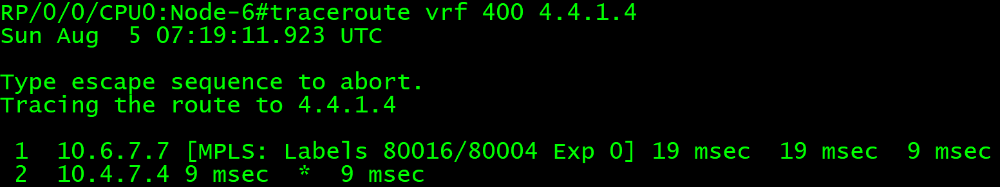 RP/0/0/CPU0:Node-6#traceroute vrf 400 4.4.1.4
Sun Aug  5 07:19:11.923 UTC
Type escape sequence to abort.
Tracing the route to 4.4.1.4
 1  10.6.7.7 [MPLS: Labels 80016/80004 Exp 0] 19 msec  19 msec  9 msec
 2  10.4.7.4 9 msec  *  9 msec